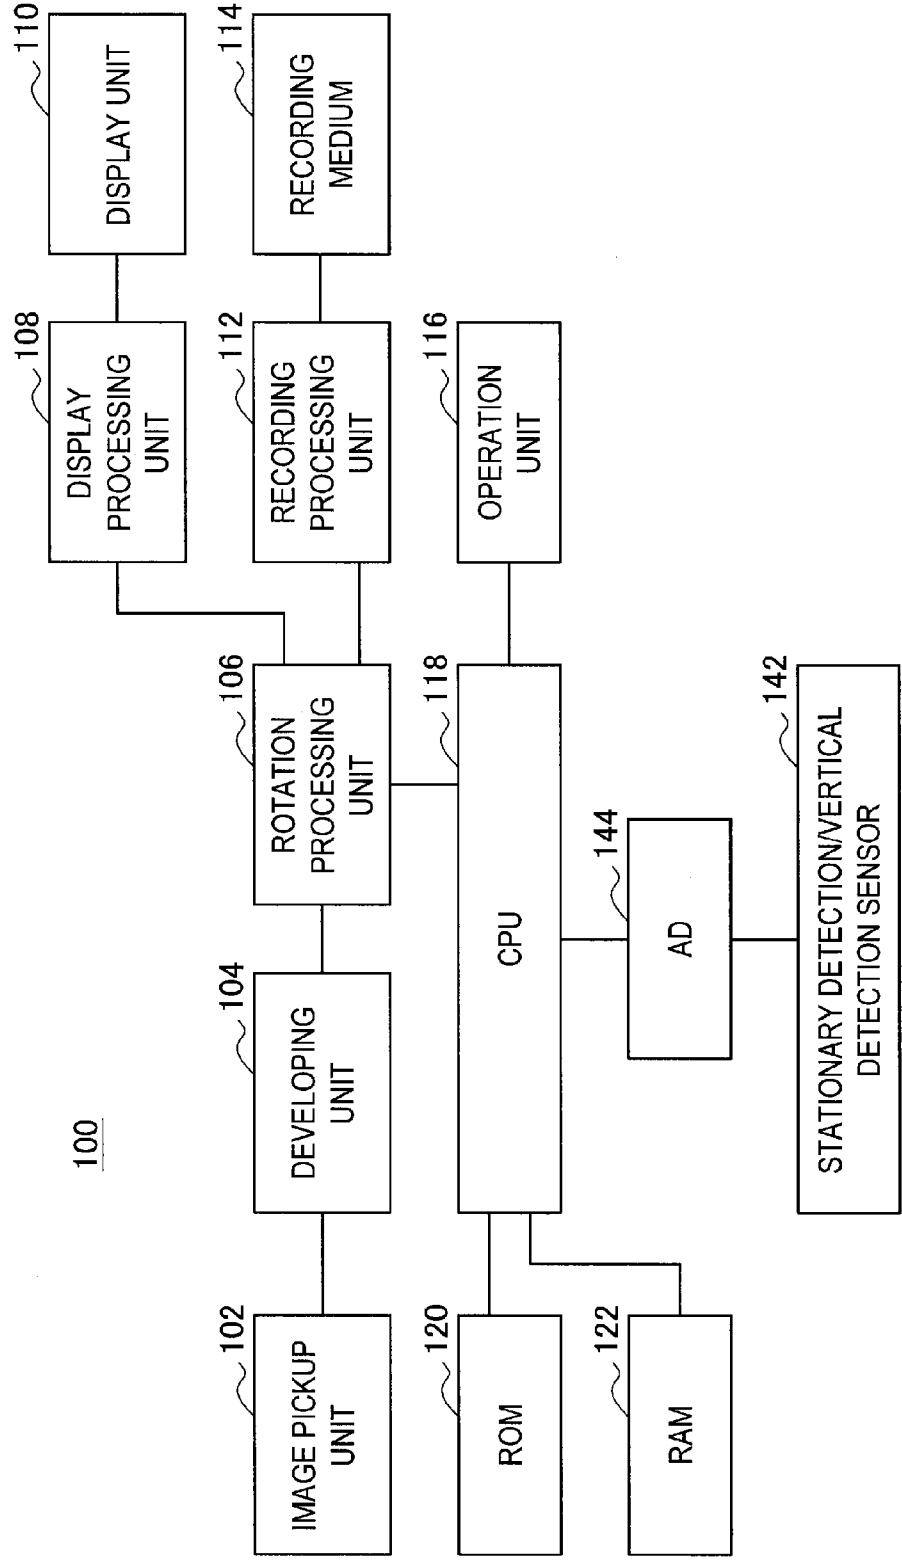 100
110
DISPLAY UNIT
114
RECORDING
MEDIUM
108
DISPLAY
PROCESSING
UNIT
112
RECORDING
PROCESSING
UNIT
116
OPERATION
UNIT
102
IMAGE PICKUP
UNIT
104
DEVELOPING
UNIT
106
ROTATION
PROCESSING
UNIT
118
CPU
120
ROM
122
RAM
144
AD
142
STATIONARY DETECTION/VERTICAL
DETECTION SENSOR